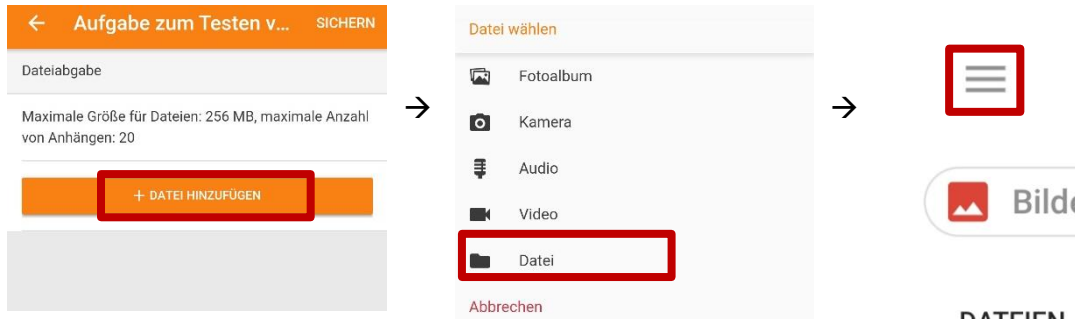 Aufgabe zum Testen v... SICHERN
Dateiabgabe
Maximale Größe für Dateien: 256 MB, maximale Anzahl
von Anhängen: 20
+ DATEI HINZUFÜGEN
→
Datei wählen
Fotoalbum
Kamera
Audio
Video
Datei
Abbrechen
→